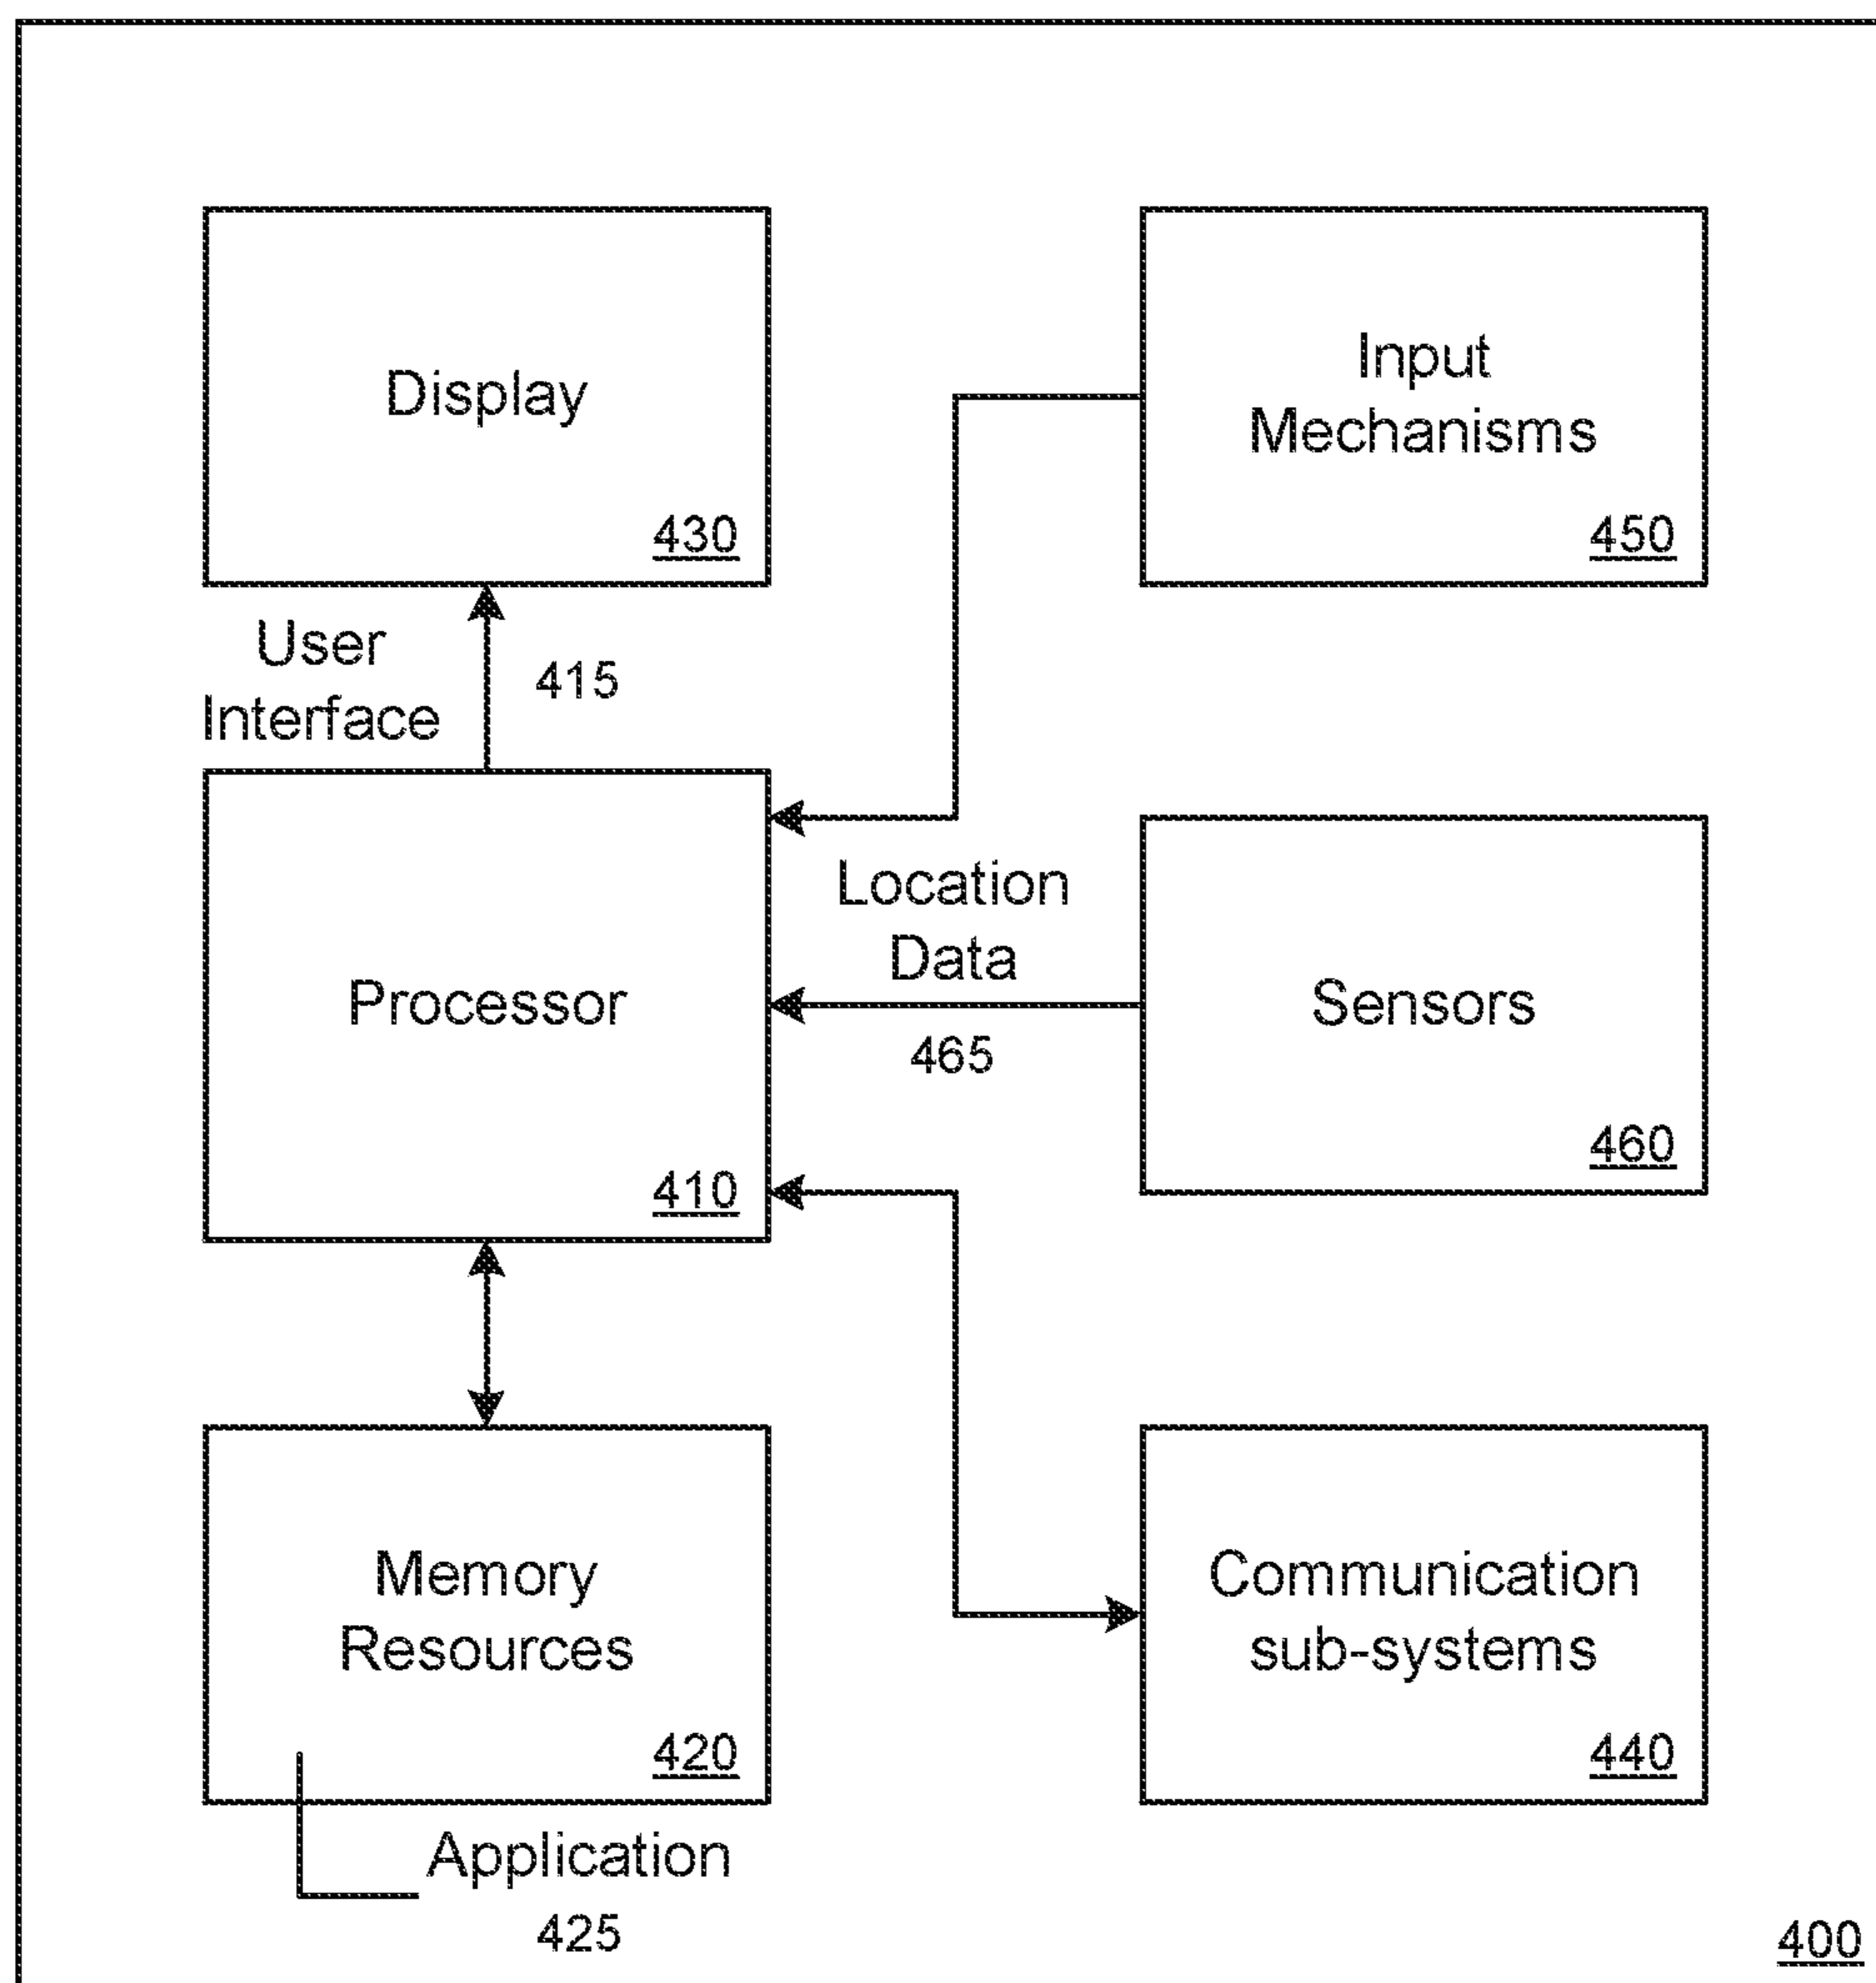 Display
430
Input
Mechanisms
450
User
Interface
415
Processor
410
Location
Data
465
Sensors
460
Memory
Resources
420
Communication
sub-systems
440
Application
425
400